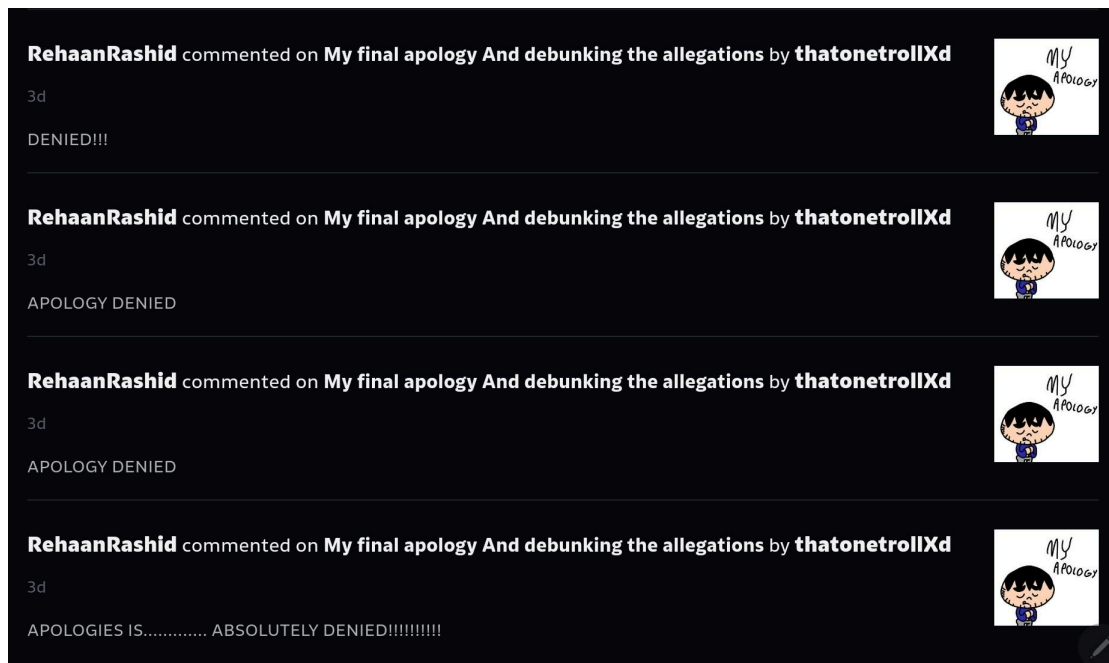 RehaanRashid commented on My final apology And debunking the allegations by thatonetrollXd
MY
APOLOGY
3d
DENIED!!!
RehaanRashid commented on My final apology And debunking the allegations by thatonetrollXd
MY
APOLOGY
3d
APOLOGY DENIED
RehaanRashid commented on My final apology And debunking the allegations by thatonetrollXd
MY
APOLOGY
3d
APOLOGY DENIED
RehaanRashid commented on My final apology And debunking the allegations by thatonetrollXd
MY
APOLOGY
3d
APOLOGIES IS............. ABSOLUTELY DENIED!!!!!!!!!!